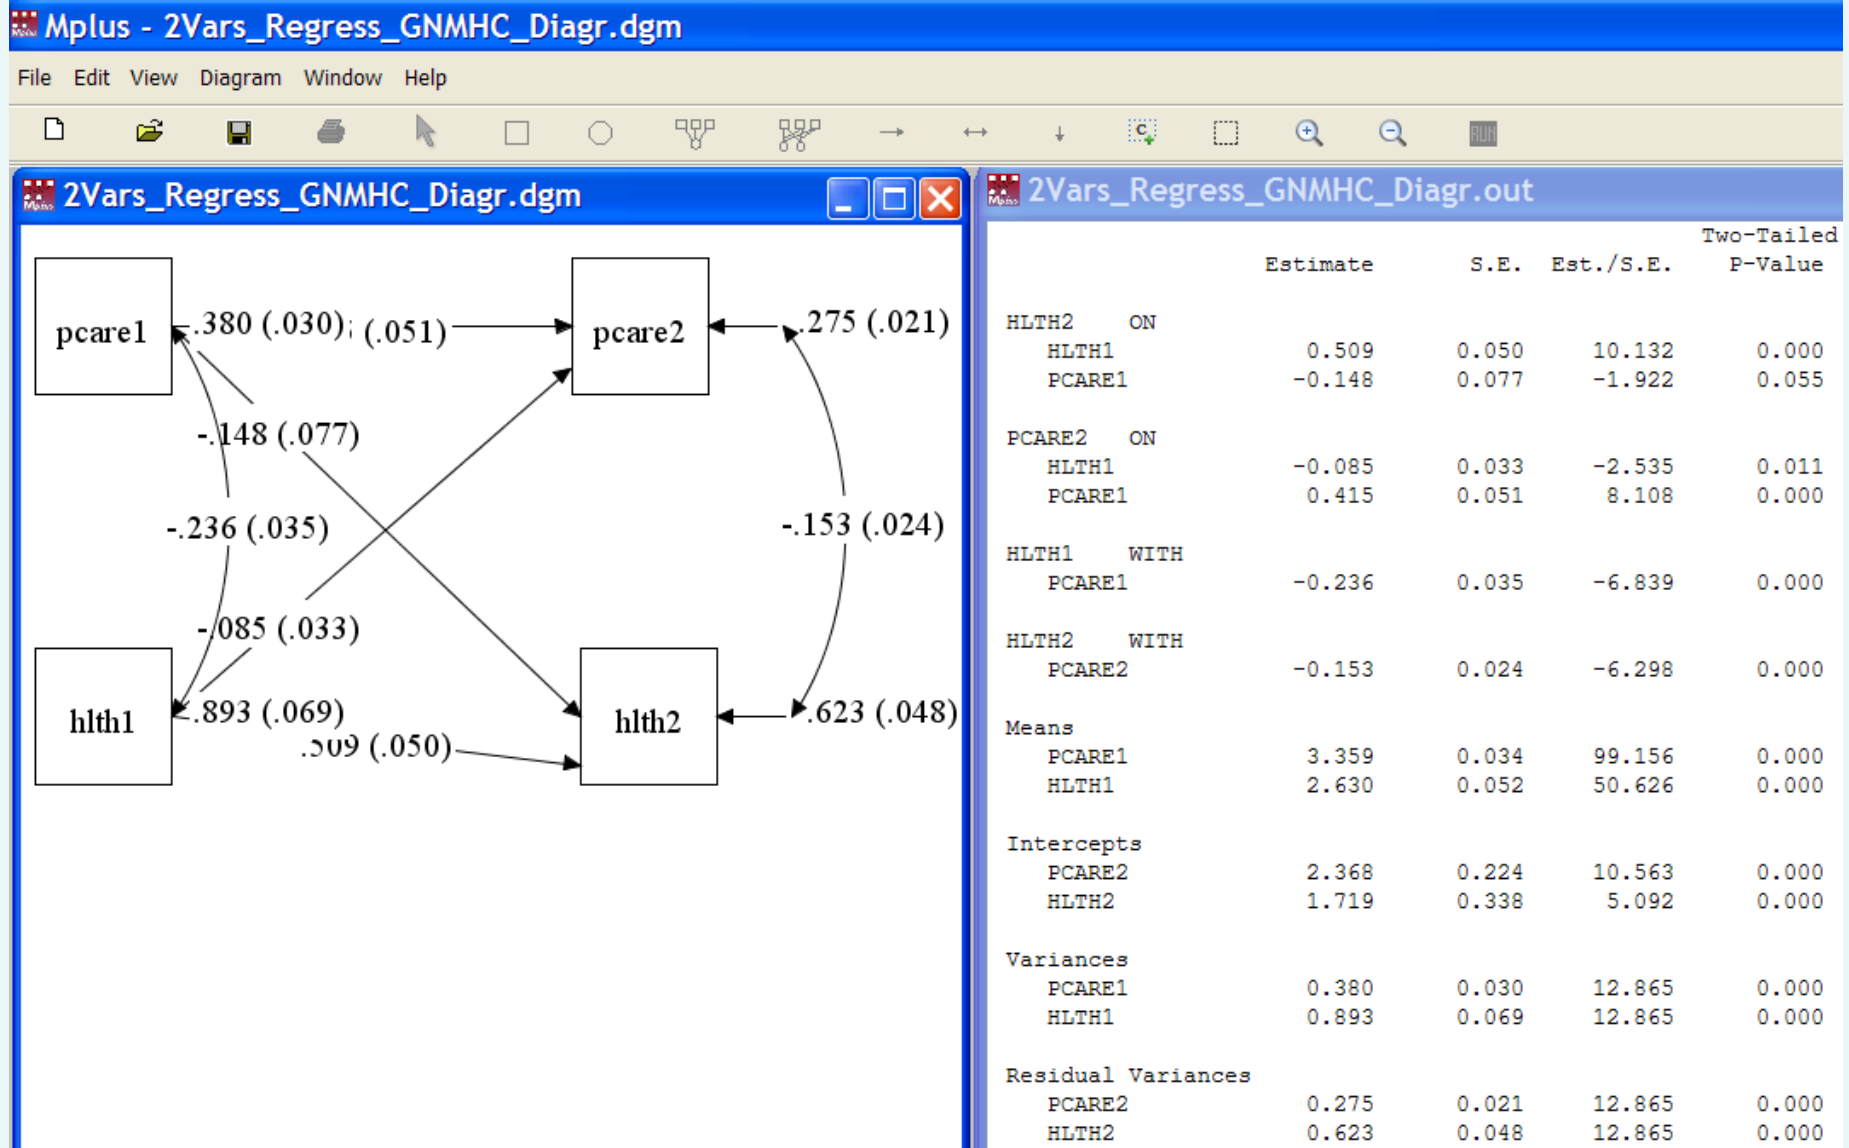 Mplus - 2Vars_Regress_GNMHC_Diagr.dgm
File Edit View Diagram Window Help
RUN
2Vars_Regress_GNMHC_Diagr.dgm
pcare1
.380 (.030)
(.051)
pcare2
.275 (.021)
-.148 (.077)
-.236 (.035)
-.153 (.024)
-.085 (.033)
hlth1
.893 (.069)
.509 (.050)
hlth2
.623 (.048)
2Vars_Regress_GNMHC_Diagr.out
Two-Tailed
Estimate S.E. Est./S.E. P-Value
HLTH2 ON
HLTH1 0.509 0.050 10.132 0.000
PCARE1 -0.148 0.077 -1.922 0.055
PCARE2 ON
HLTH1 -0.085 0.033 -2.535 0.011
PCARE1 0.415 0.051 8.108 0.000
HLTH1 WITH
PCARE1 -0.236 0.035 -6.839 0.000
HLTH2 WITH
PCARE2 -0.153 0.024 -6.298 0.000
Means
PCARE1 3.359 0.034 99.156 0.000
HLTH1 2.630 0.052 50.626 0.000
Intercepts
PCARE2 2.368 0.224 10.563 0.000
HLTH2 1.719 0.338 5.092 0.000
Variances
PCARE1 0.380 0.030 12.865 0.000
HLTH1 0.893 0.069 12.865 0.000
Residual Variances
PCARE2 0.275 0.021 12.865 0.000
HLTH2 0.623 0.048 12.865 0.000